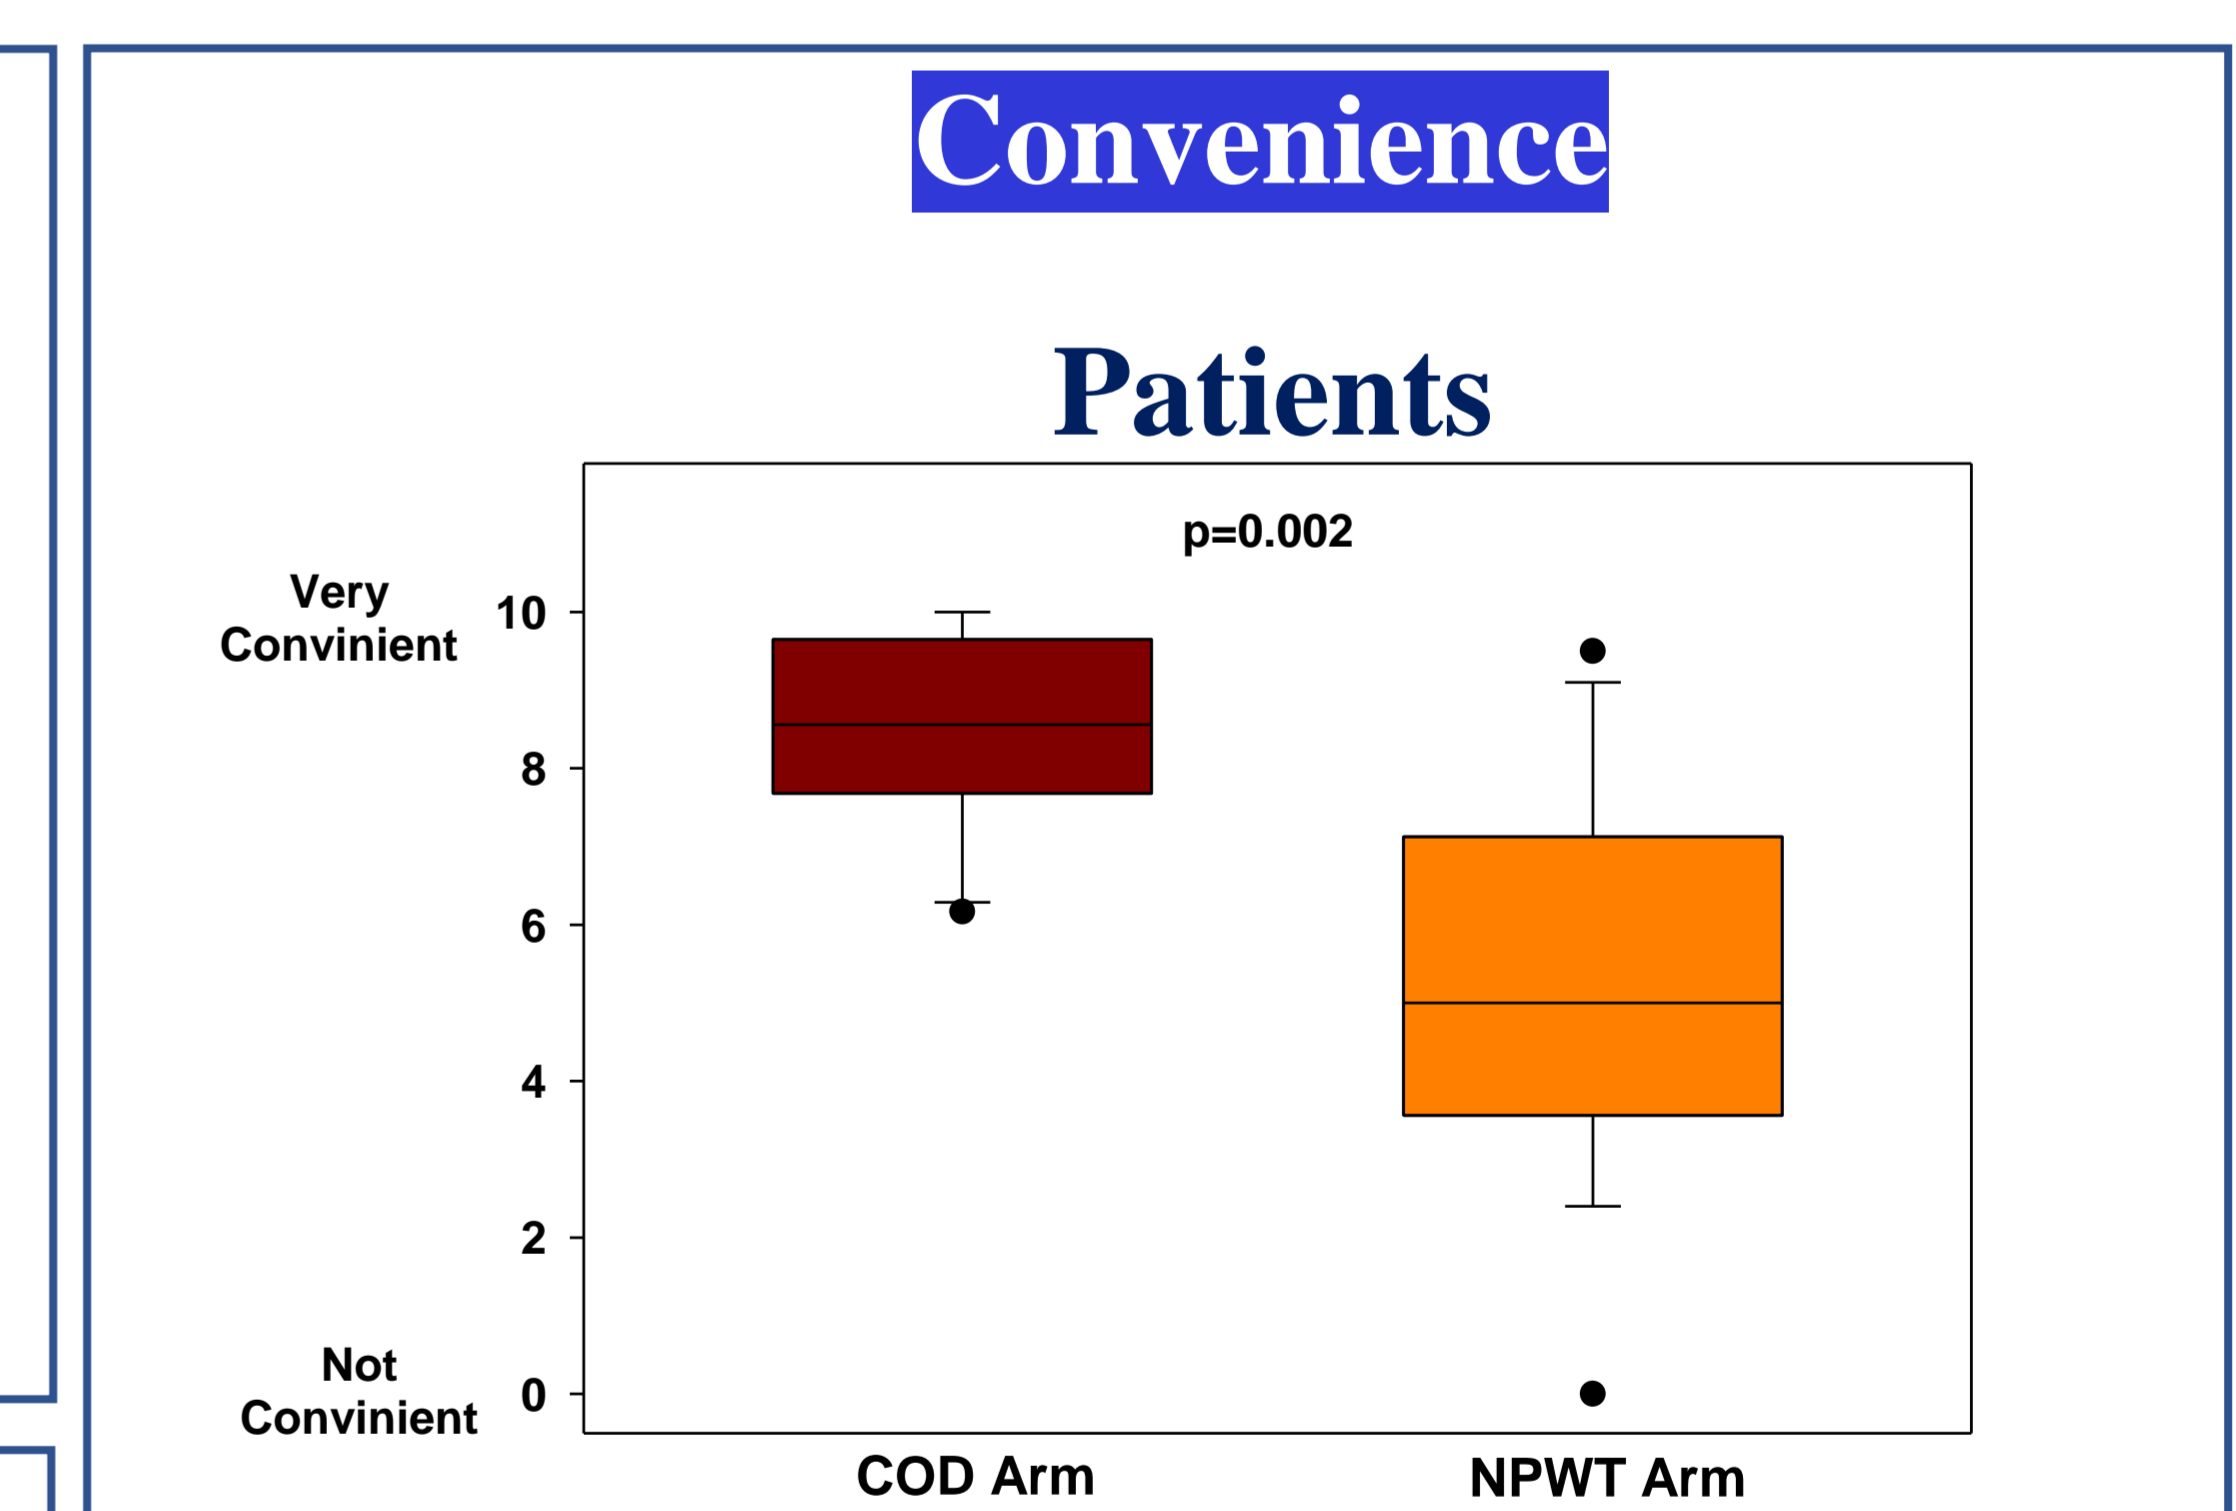 Convenience
Patients
p=0.002
Very
Convinient
10
8
6
4
2
0
Not
Convinient
COD Arm
NPWT Arm